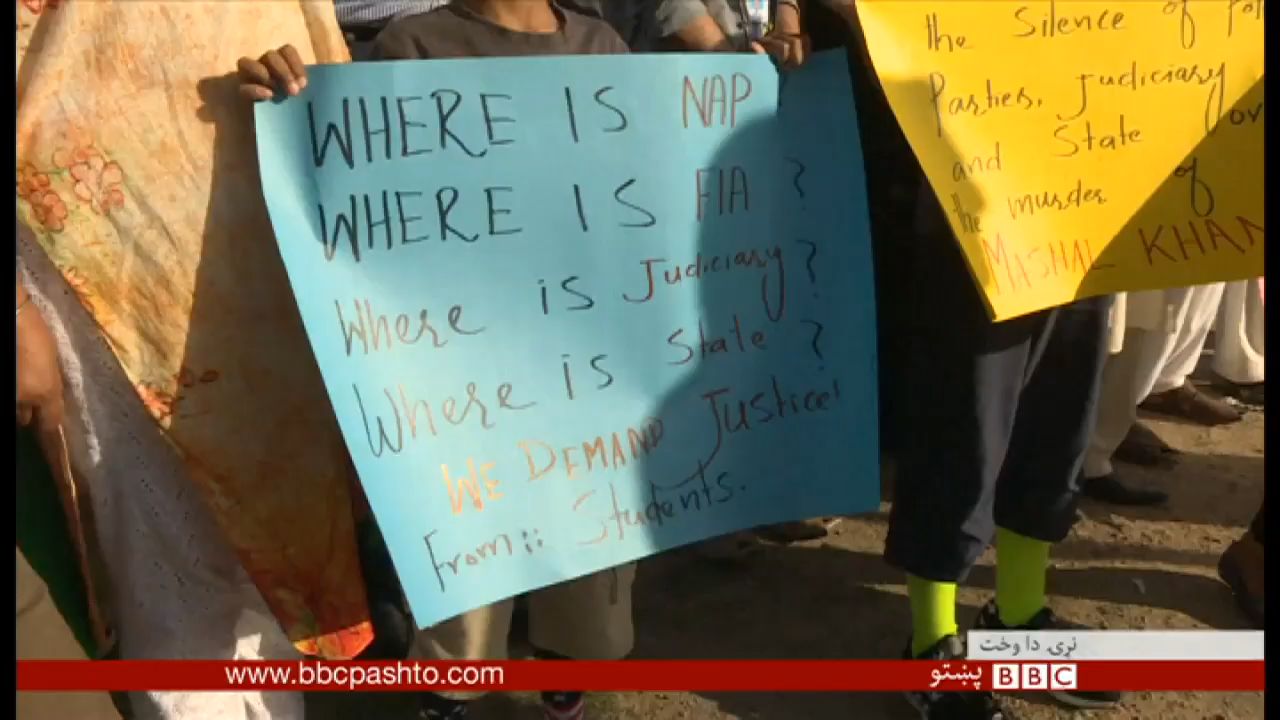 WHERE IS NAP
WHERE IS FIA ?
Where is Judiciary ?
Where is State ?
WE DEMAND Justice!
From :: Students.
the Silence of
Parties, Judiciary
and State over
the murder of
MASHAL KHAN
نړۍ دا وخت
www.bbcpashto.com
BBC پښتو